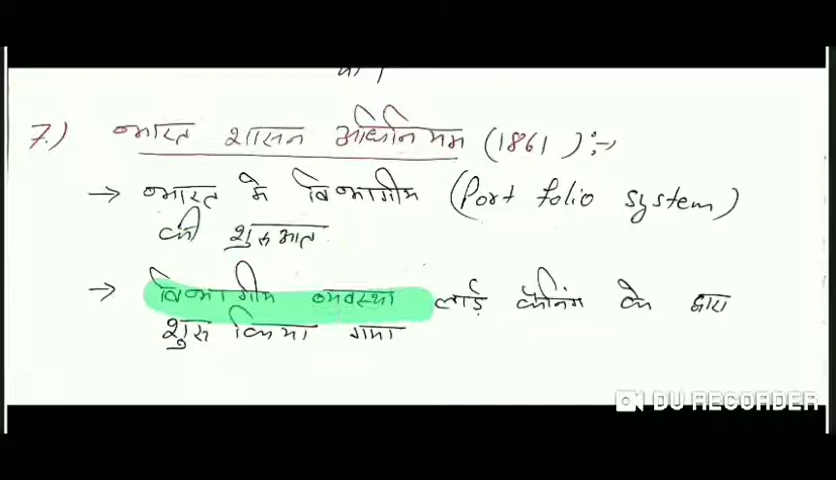 था ।
7.) भारत शासन अधिनियम (1861) :-
→ भारत मे विभागीय (Port folio system)
की शुरुआत
→ विभागीय व्यवस्था लार्ड कैनिंग के द्वारा
शुरु किया गया
DU RECORDER